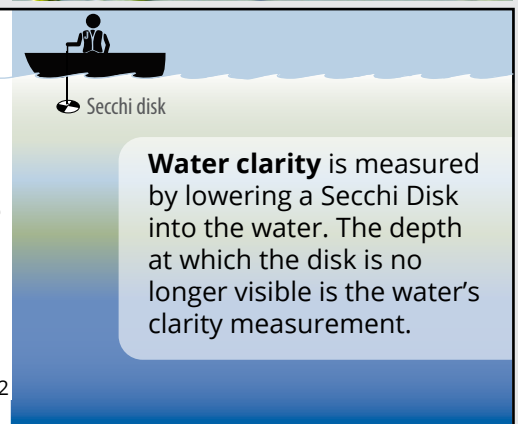 Secchi disk
Water clarity is measured
by lowering a Secchi Disk
into the water. The depth
at which the disk is no
longer visible is the water's
clarity measurement.
2